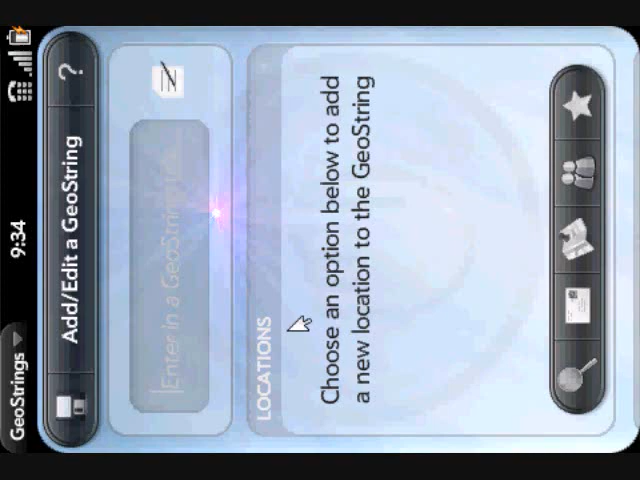 GeoStrings
9:34
Add/Edit a GeoString
?
Enter in a GeoString
LOCATIONS
Choose an option below to add
a new location to the GeoString